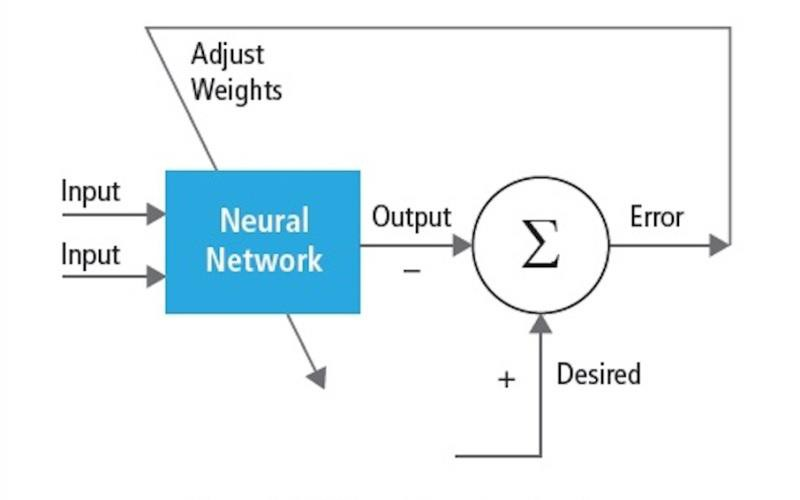 Adjust
Weights
Input
Input
Neural
Network
Output
−
Σ
Error
+
Desired